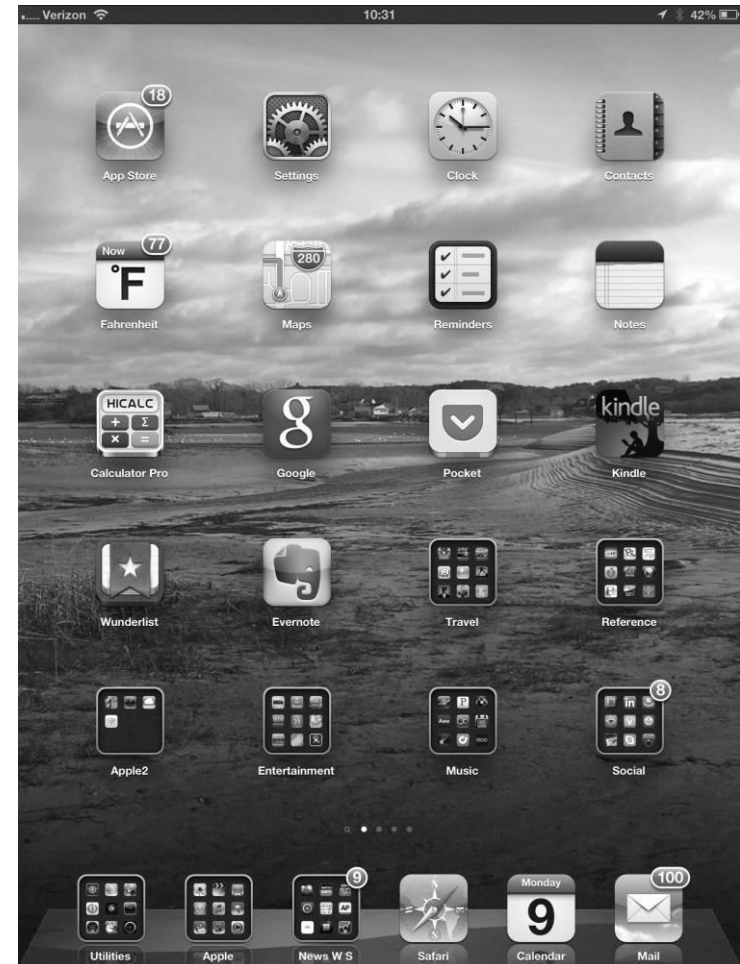 Verizon 10:31 42%
18
App Store Settings Clock Contacts
Now 77 280
°F
Fahrenheit Maps Reminders Notes
HICALC g kindle
+ Σ
× =
Calculator Pro Google Pocket Kindle
Wunderlist Evernote Travel Reference
8
in
P
Apple2 Entertainment Music Social
9 Monday 100
AP 9
N
Utilities Apple News W S Safari Calendar Mail